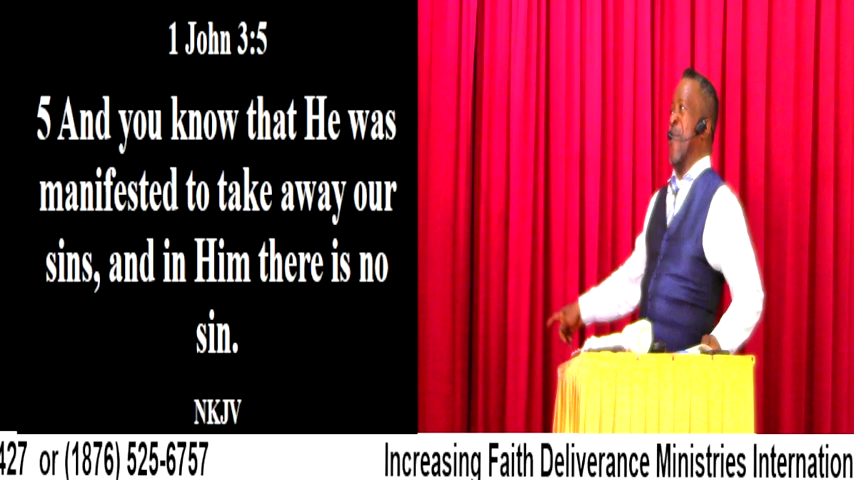 1 John 3:5
5 And you know that He was
manifested to take away our
sins, and in Him there is no
sin.
NKJV
427 or (1876) 525-6757 Increasing Faith Deliverance Ministries Internation